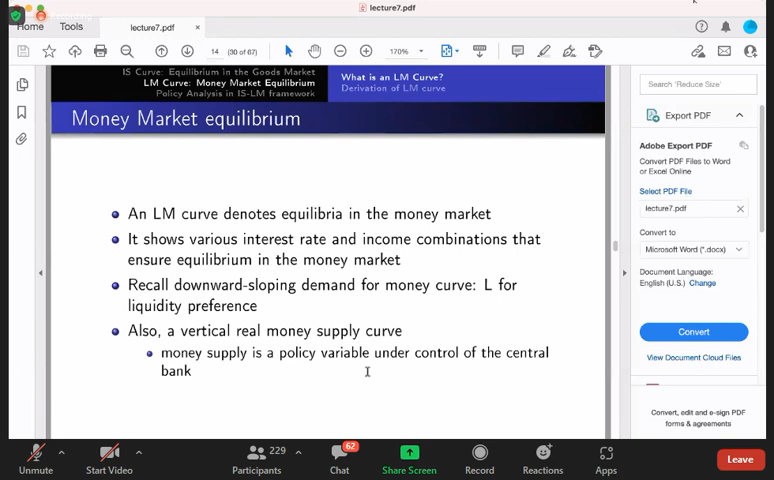 lecture7.pdf
Home
Tools
lecture7.pdf
×
14
(30 of 67)
170%
IS Curve: Equilibrium in the Goods Market
LM Curve: Money Market Equilibrium
Policy Analysis in IS-LM framework
What is an LM Curve?
Derivation of LM curve
Money Market equilibrium
An LM curve denotes equilibria in the money market
It shows various interest rate and income combinations that
ensure equilibrium in the money market
Recall downward-sloping demand for money curve: L for
liquidity preference
Also, a vertical real money supply curve
money supply is a policy variable under control of the central
bank
Search 'Reduce Size'
Export PDF
Adobe Export PDF
Convert PDF Files to Word
or Excel Online
Select PDF File
lecture7.pdf
Convert to
Microsoft Word (*.docx)
Document Language:
English (U.S.) Change
Convert
View Document Cloud Files
Convert, edit and e-sign PDF
forms & agreements
Unmute
Start Video
229
Participants
62
Chat
Share Screen
Record
Reactions
Apps
Leave